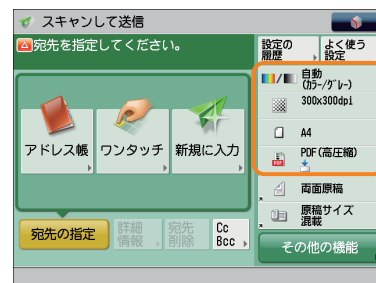 スキャンして送信
宛先を指定してください。
設定の
履歴
よく使う
設定
自動
(ｶﾗｰ/ｸﾞﾚｰ)
300x300dpi
A4
PDF(高圧縮)
PDF
アドレス帳
ワンタッチ
新規に入力
両面原稿
原稿サイズ
混載
宛先の指定
詳細
情報
宛先
削除
Cc
Bcc
その他の機能